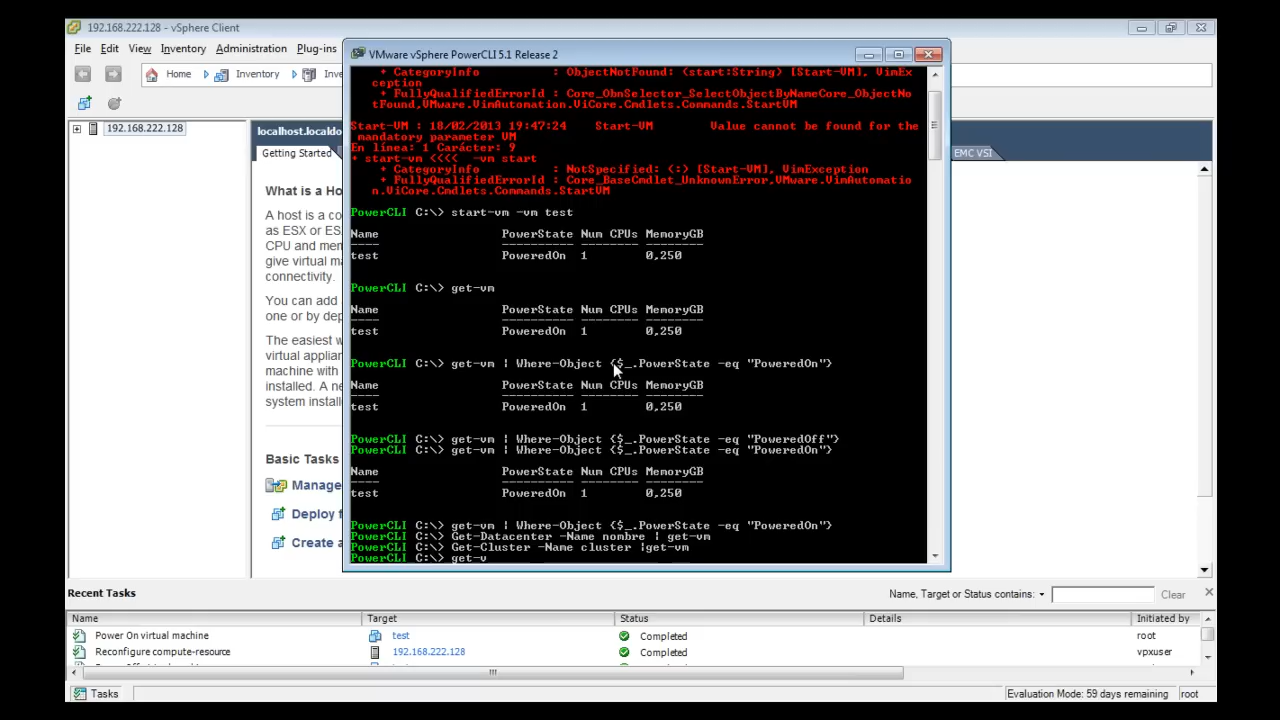 192.168.222.128 - vSphere Client
File Edit View Inventory Administration Plug-ins
Home Inventory
192.168.222.128
localhost.localdo
Getting Started
EMC VSI
What is a Ho
A host is a co
as ESX or ES
CPU and mem
give virtual ma
connectivity.
You can add
one or by dep
The easiest w
virtual applian
machine with
installed. A ne
system installe
Basic Tasks
Manage
Deploy f
Create a
VMware vSphere PowerCLI 5.1 Release 2
+ CategoryInfo : ObjectNotFound: (start:String) [Start-VM], VimEx
ception
+ FullyQualifiedErrorId : Core_ObnSelector_SelectObjectByNameCore_ObjectNo
tFound,VMware.VimAutomation.ViCore.Cmdlets.Commands.StartVM
Start-VM : 18/02/2013 19:47:24 Start-VM Value cannot be found for the
mandatory parameter VM
En línea: 1 Carácter: 9
+ start-vm <<<< -vm start
+ CategoryInfo : NotSpecified: (:) [Start-VM], VimException
+ FullyQualifiedErrorId : Core_BaseCmdlet_UnknownError,VMware.VimAutomatio
n.ViCore.Cmdlets.Commands.StartVM
PowerCLI C:\> start-vm -vm test
Name PowerState Num CPUs MemoryGB
---- ---------- -------- --------
test PoweredOn 1 0,250
PowerCLI C:\> get-vm
Name PowerState Num CPUs MemoryGB
---- ---------- -------- --------
test PoweredOn 1 0,250
PowerCLI C:\> get-vm | Where-Object {$_.PowerState -eq "PoweredOn"}
Name PowerState Num CPUs MemoryGB
---- ---------- -------- --------
test PoweredOn 1 0,250
PowerCLI C:\> get-vm | Where-Object {$_.PowerState -eq "PoweredOff"}
PowerCLI C:\> get-vm | Where-Object {$_.PowerState -eq "PoweredOn"}
Name PowerState Num CPUs MemoryGB
---- ---------- -------- --------
test PoweredOn 1 0,250
PowerCLI C:\> get-vm | Where-Object {$_.PowerState -eq "PoweredOn"}
PowerCLI C:\> Get-Datacenter -Name nombre | get-vm
PowerCLI C:\> Get-Cluster -Name cluster |get-vm
PowerCLI C:\> get-v
Recent Tasks
Name, Target or Status contains: Clear
Name Target Status Details Initiated by
Power On virtual machine test Completed root
Reconfigure compute-resource 192.168.222.128 Completed vpxuser
Tasks Evaluation Mode: 59 days remaining root